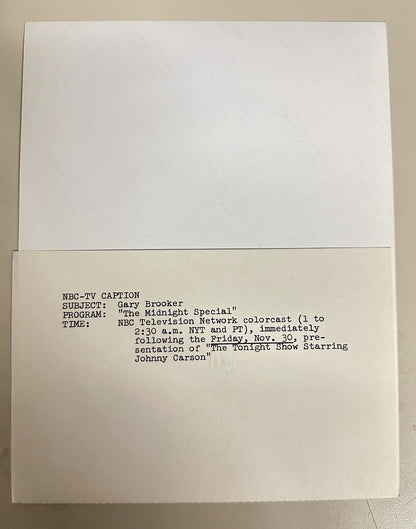 NBC-TV CAPTION
SUBJECT: Gary Brooker
PROGRAM: "The Midnight Special"
TIME: NBC Television Network colorcast (1 to
2:30 a.m. NYT and PT), immediately
following the Friday, Nov. 30, pre-
sentation of "The Tonight Show Starring
Johnny Carson"